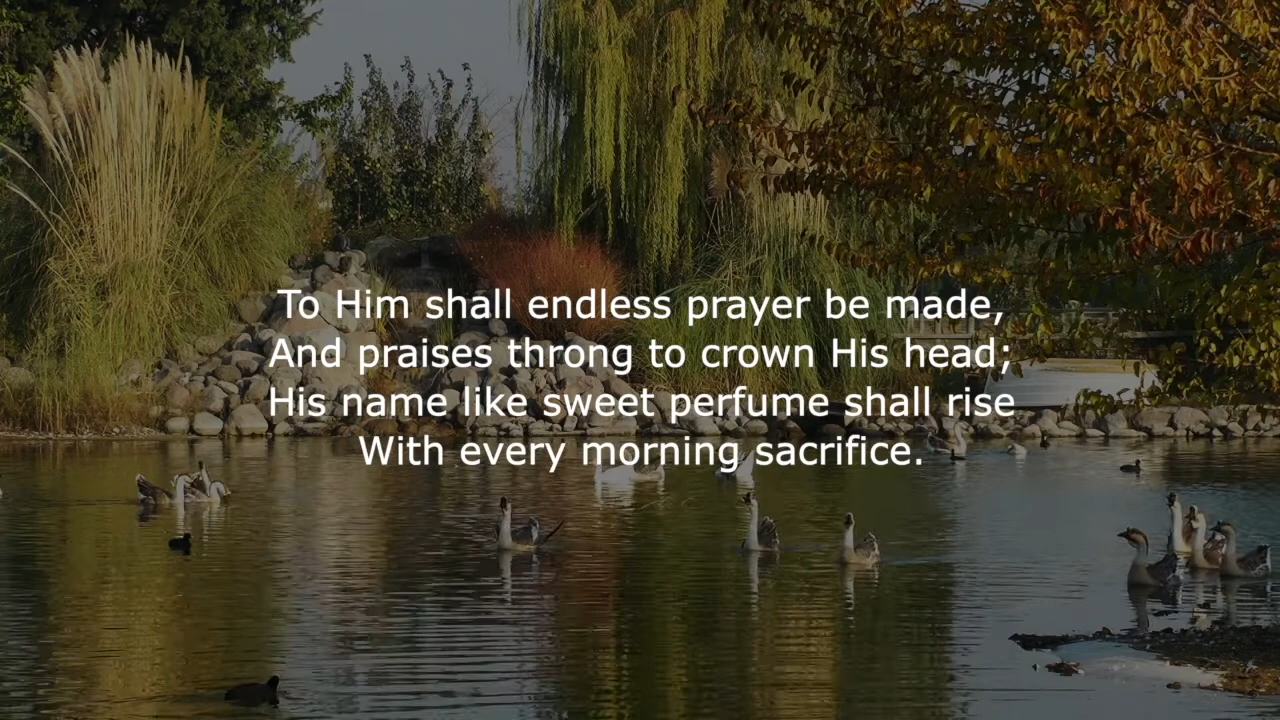 To Him shall endless prayer be made,
And praises throng to crown His head;
His name like sweet perfume shall rise
With every morning sacrifice.